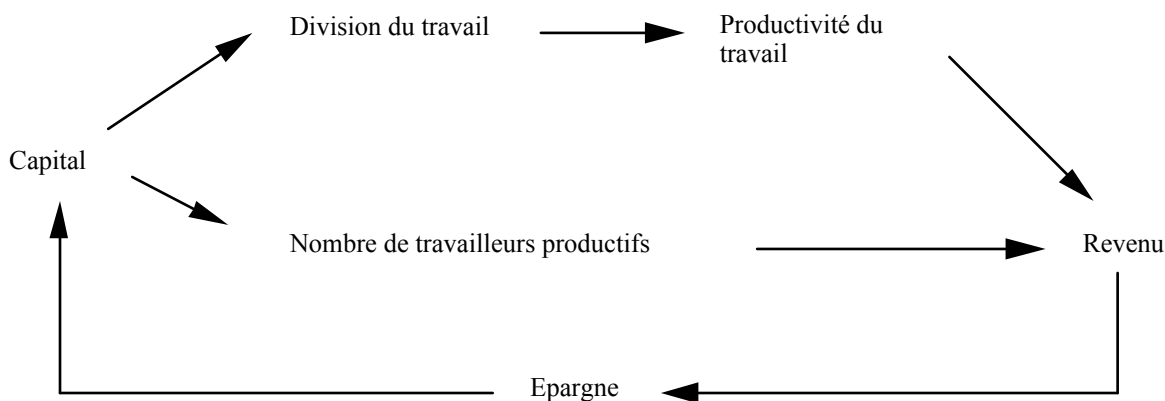 Division du travail
Productivité du
travail
Capital
Nombre de travailleurs productifs
Revenu
Epargne